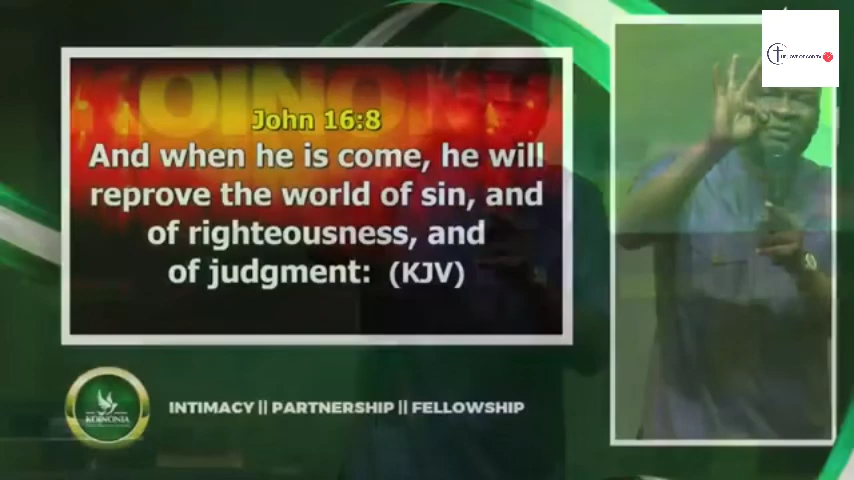 KOINONIA
John 16:8
And when he is come, he will
reprove the world of sin, and
of righteousness, and
of judgment: (KJV)
KOINONIA
INTIMACY || PARTNERSHIP || FELLOWSHIP